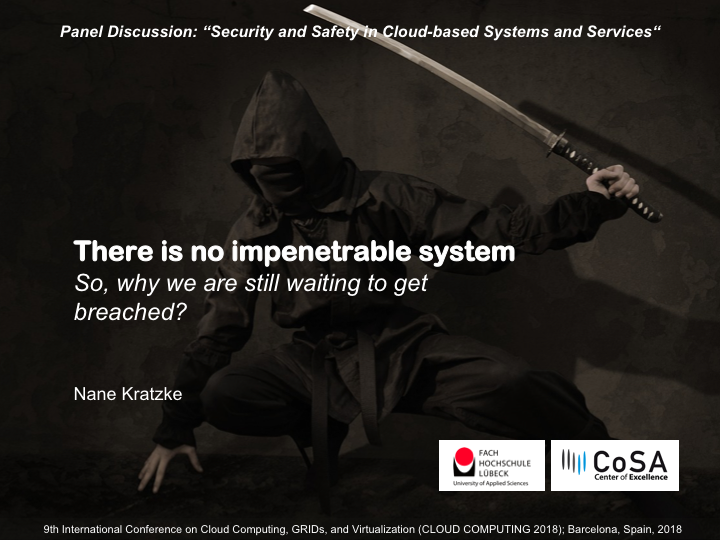 Panel Discussion: “Security and Safety in Cloud-based Systems and Services“
There is no impenetrable system
So, why we are still waiting to get
breached?
Nane Kratzke
FACH
HOCHSCHULE
LÜBECK
University of Applied Sciences
CoSA
Center of Excellence
9th International Conference on Cloud Computing, GRIDs, and Virtualization (CLOUD COMPUTING 2018); Barcelona, Spain, 2018